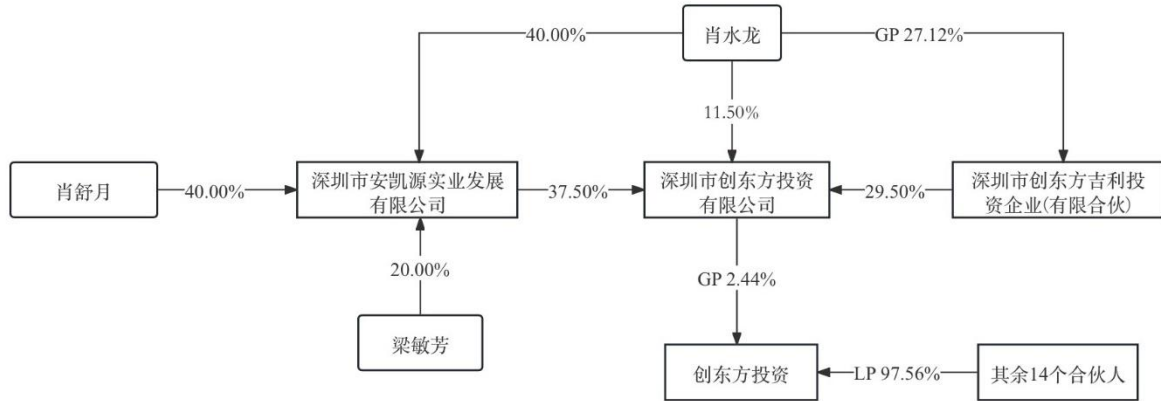 肖水龙
40.00%
GP 27.12%
11.50%
肖舒月
40.00%
深圳市安凯源实业发展
有限公司
37.50%
深圳市创东方投资
有限公司
29.50%
深圳市创东方吉利投
资企业(有限合伙)
20.00%
GP 2.44%
梁敏芳
创东方投资
LP 97.56%
其余14个合伙人